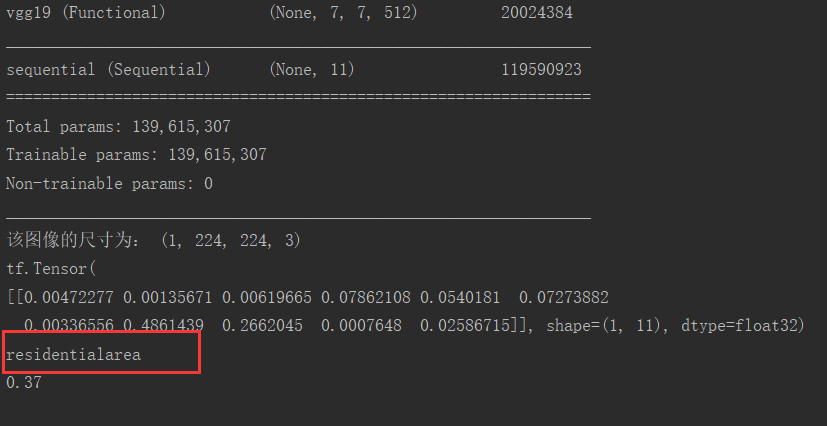 vgg19 (Functional) (None, 7, 7, 512) 20024384
sequential (Sequential) (None, 11) 119590923
=================================================================
Total params: 139,615,307
Trainable params: 139,615,307
Non-trainable params: 0
该图像的尺寸为： (1, 224, 224, 3)
tf.Tensor(
[[0.00472277 0.00135671 0.00619665 0.07862108 0.0540181 0.07273882
0.00336556 0.4861439 0.2662045 0.0007648 0.02586715]], shape=(1, 11), dtype=float32)
residentialarea
0.37